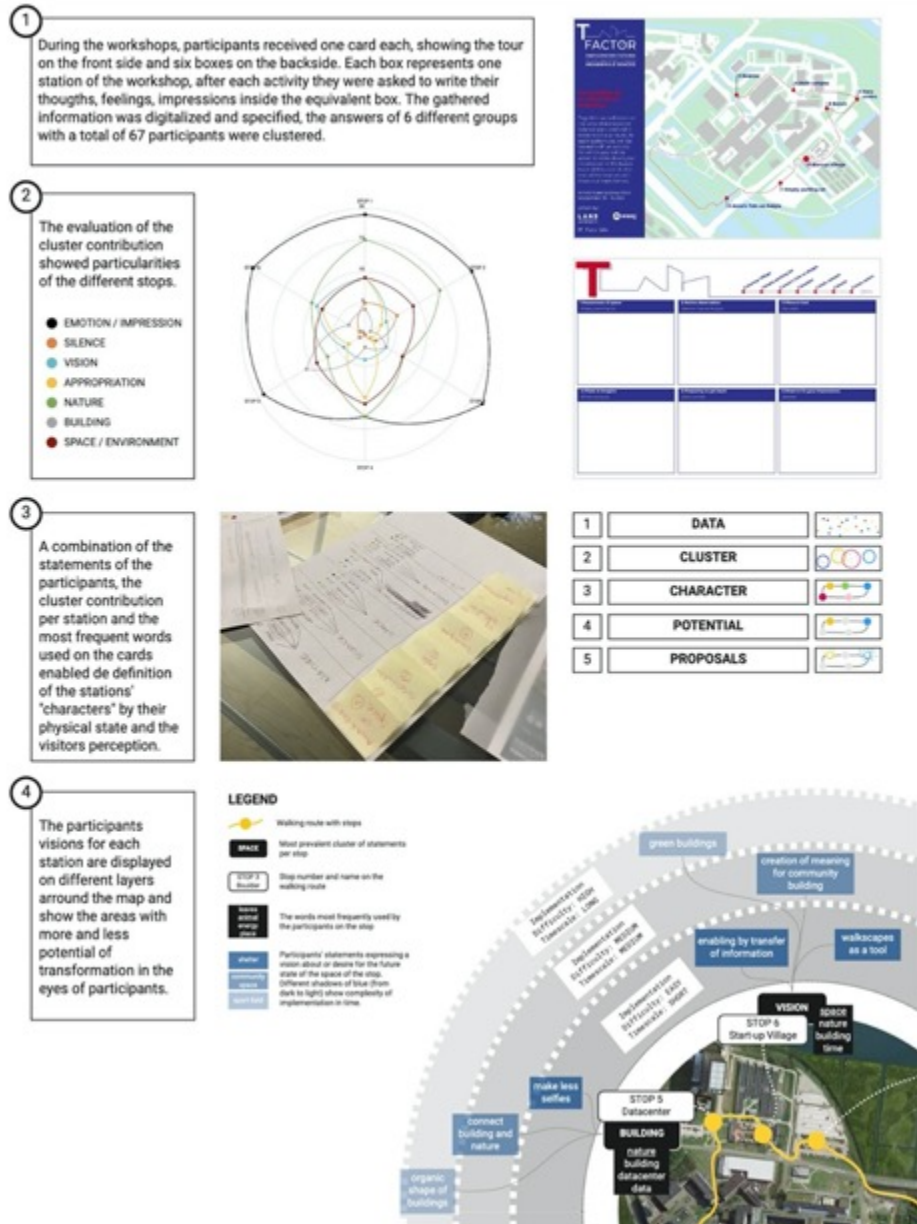 1
During the workshops, participants received one card each, showing the tour
on the front side and six boxes on the backside. Each box represents one
station of the workshop, after each activity they were asked to write their
thougths, feelings, impressions inside the equivalent box. The gathered
information was digitalized and specified, the answers of 6 different groups
with a total of 67 participants were clustered.
T
FACTOR
2
The evaluation of the
cluster contribution
showed particularities
of the different stops.
EMOTION / IMPRESSION
SILENCE
VISION
APPROPRIATION
NATURE
BUILDING
SPACE / ENVIRONMENT
T
3
A combination of the
statements of the
participants, the
cluster contribution
per station and the
most frequent words
used on the cards
enabled de definition
of the stations'
"characters" by their
physical state and the
visitors perception.
1 DATA
2 CLUSTER
3 CHARACTER
4 POTENTIAL
5 PROPOSALS
4
The participants
visions for each
station are displayed
on different layers
arround the map and
show the areas with
more and less
potential of
transformation in the
eyes of participants.
LEGEND
Walking route with stops
SPACE
Most prevalent cluster of statements
per stop
STOP 3
Boulder
Stop number and name on the
walking route
leaves
animal
energy
place
The words most frequently used by
the participants on the stop
shelter
community
space
Participants' statements expressing a
vision about or desire for the future
state of the space of the stop.
Different shadows of blue (from
dark to light) show complexity of
implementation in time.
green buildings
creation of meaning
for community
building
Implementation
Difficulty: HIGH
Timescale: LONG
Implementation
Difficulty: MEDIUM
Timescale: MEDIUM
Implementation
Difficulty: EASY
Timescale: SHORT
enabling by transfer
of information
walkscapes
as a tool
VISION
STOP 6
Start-up Village
space
nature
building
time
make less
selfies
STOP 5
Datacenter
BUILDING
nature
building
datacenter
data
connect
building and
nature
organic
shape of
buildings